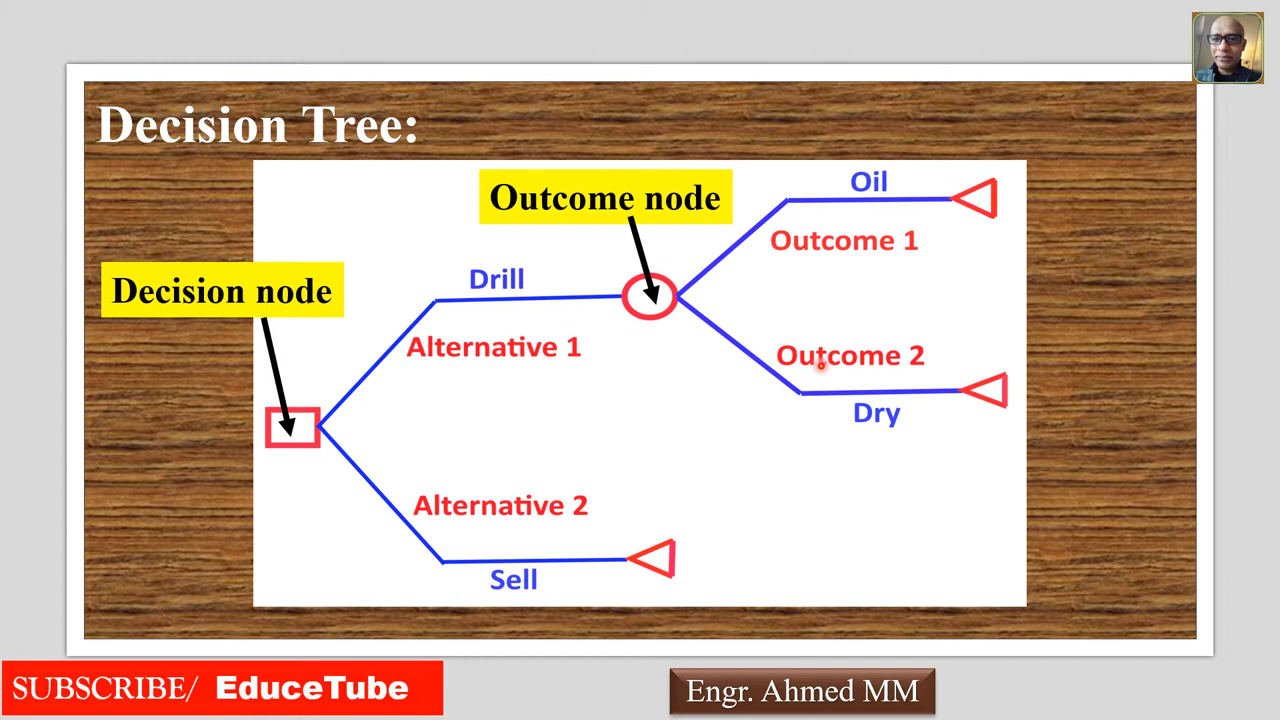 Decision Tree:
Outcome node
Oil
Outcome 1
Decision node
Drill
Alternative 1
Outcome 2
Dry
Alternative 2
Sell
SUBSCRIBE/ EduceTube
Engr. Ahmed MM